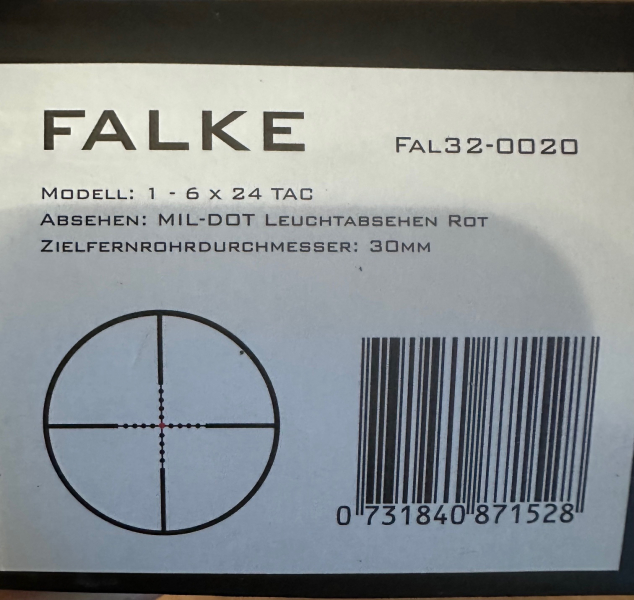 FALKE
FAL32-0020
MODELL: 1 - 6 X 24 TAC
ABSEHEN: MIL-DOT LEUCHTABSEHEN ROT
ZIELFERNROHRDURCHMESSER: 30MM
0 731840 871528